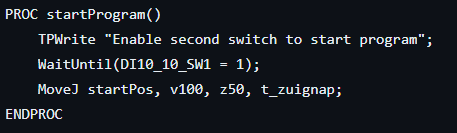 PROC startProgram()
    TPWrite "Enable second switch to start program";
    WaitUntil(DI10_10_SW1 = 1);
    MoveJ startPos, v100, z50, t_zuignap;
ENDPROC